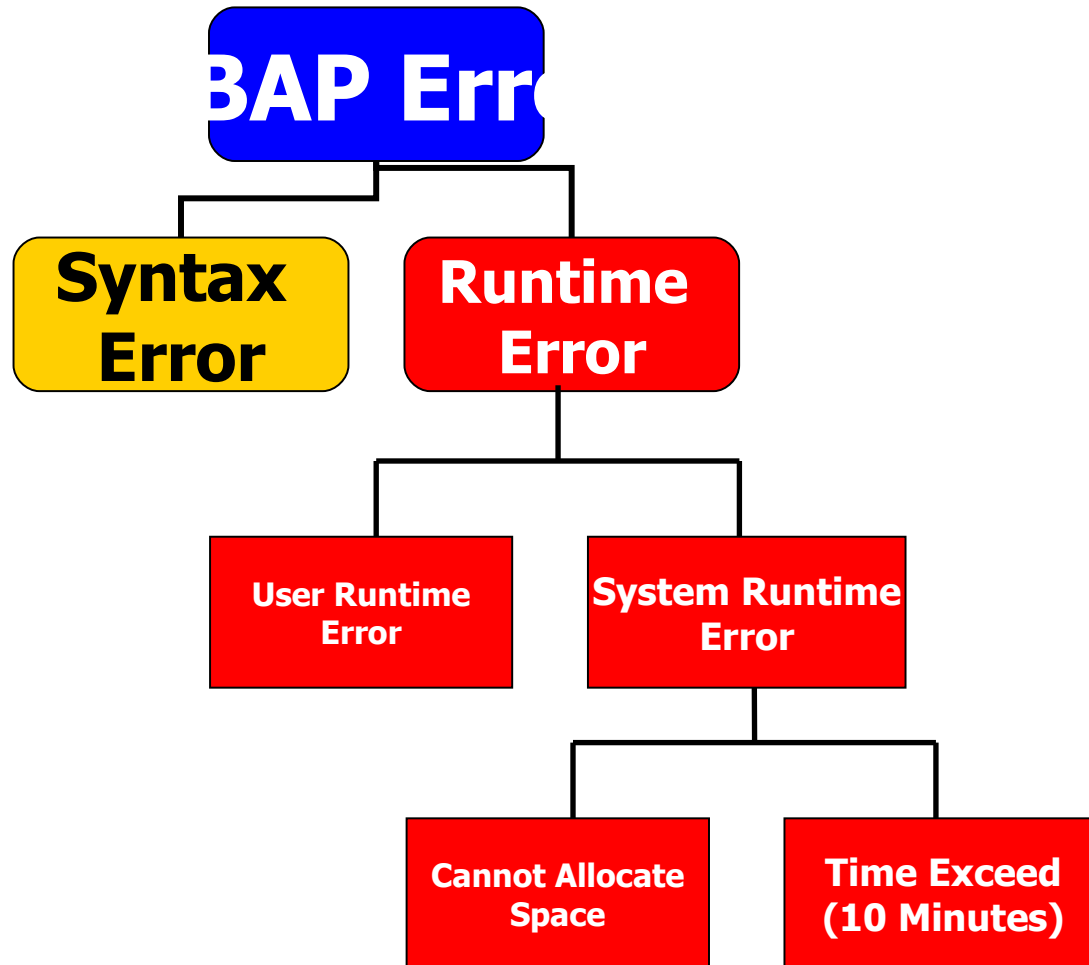 BAP Erro
Syntax
Error
Runtime
Error
User Runtime
Error
System Runtime
Error
Cannot Allocate
Space
Time Exceed
(10 Minutes)